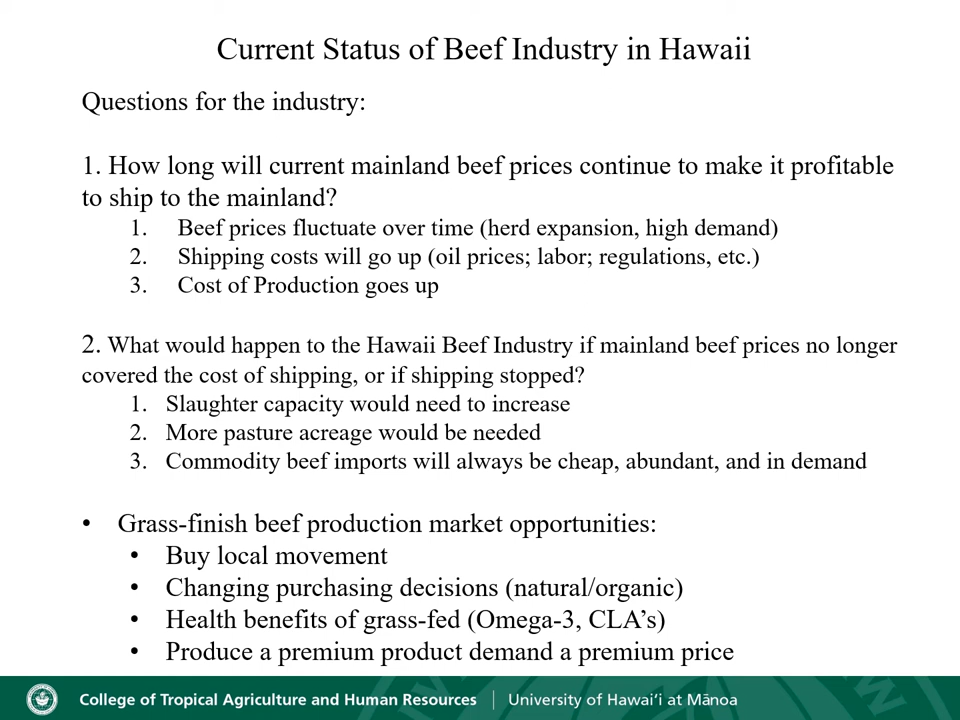 Current Status of Beef Industry in Hawaii
Questions for the industry:
1. How long will current mainland beef prices continue to make it profitable
to ship to the mainland?
1. Beef prices fluctuate over time (herd expansion, high demand)
2. Shipping costs will go up (oil prices; labor; regulations, etc.)
3. Cost of Production goes up
2. What would happen to the Hawaii Beef Industry if mainland beef prices no longer
covered the cost of shipping, or if shipping stopped?
1. Slaughter capacity would need to increase
2. More pasture acreage would be needed
3. Commodity beef imports will always be cheap, abundant, and in demand
• Grass-finish beef production market opportunities:
• Buy local movement
• Changing purchasing decisions (natural/organic)
• Health benefits of grass-fed (Omega-3, CLA’s)
• Produce a premium product demand a premium price
College of Tropical Agriculture and Human Resources | University of Hawai‘i at Mānoa